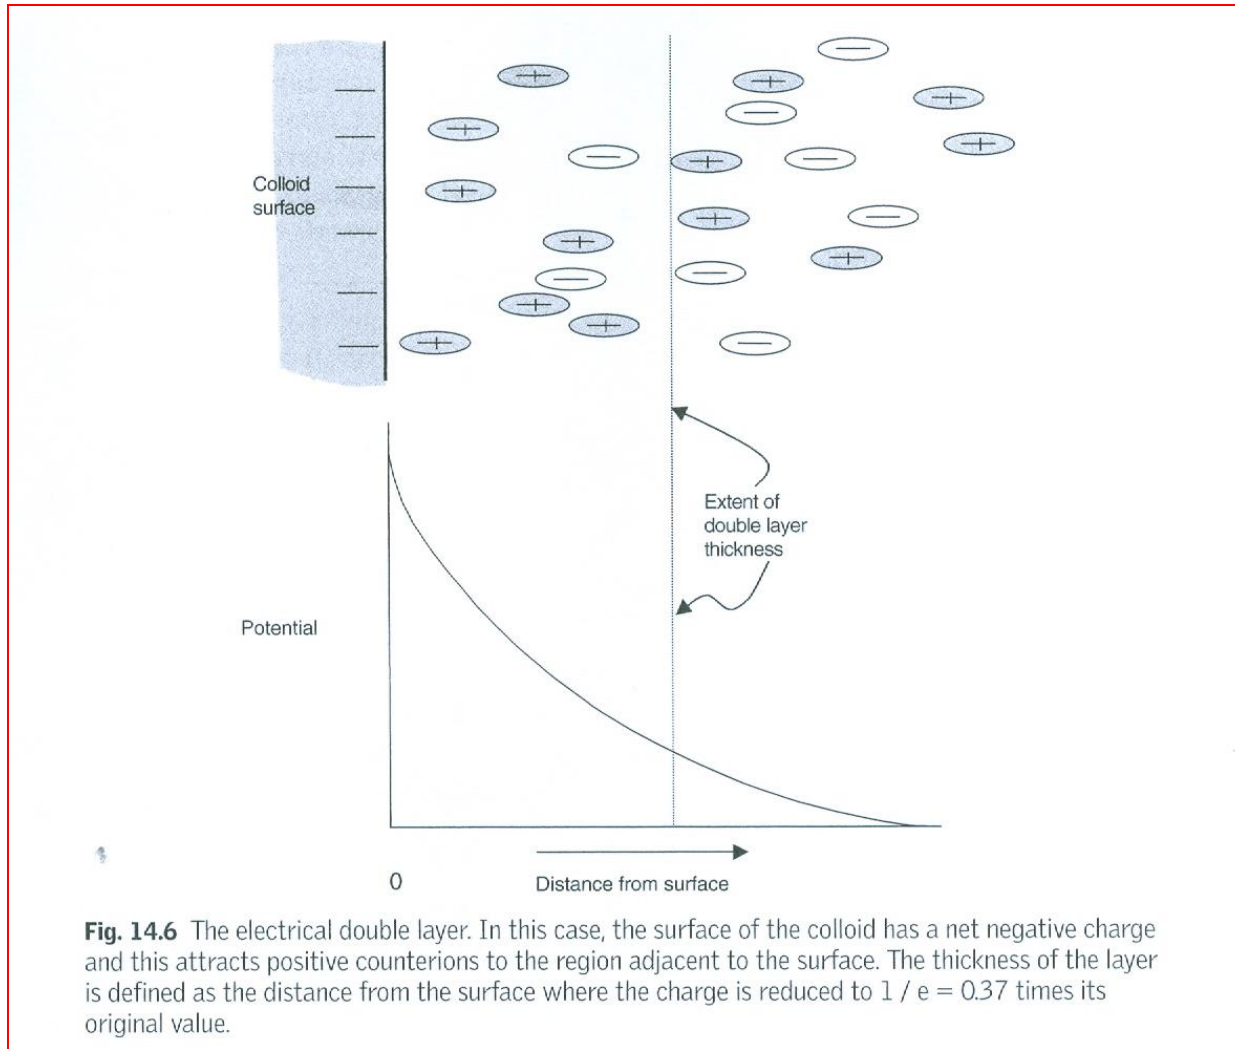 Colloid
surface
Extent of
double layer
thickness
Potential
0
Distance from surface
Fig. 14.6 The electrical double layer. In this case, the surface of the colloid has a net negative charge
and this attracts positive counterions to the region adjacent to the surface. The thickness of the layer
is defined as the distance from the surface where the charge is reduced to 1 / e = 0.37 times its
original value.